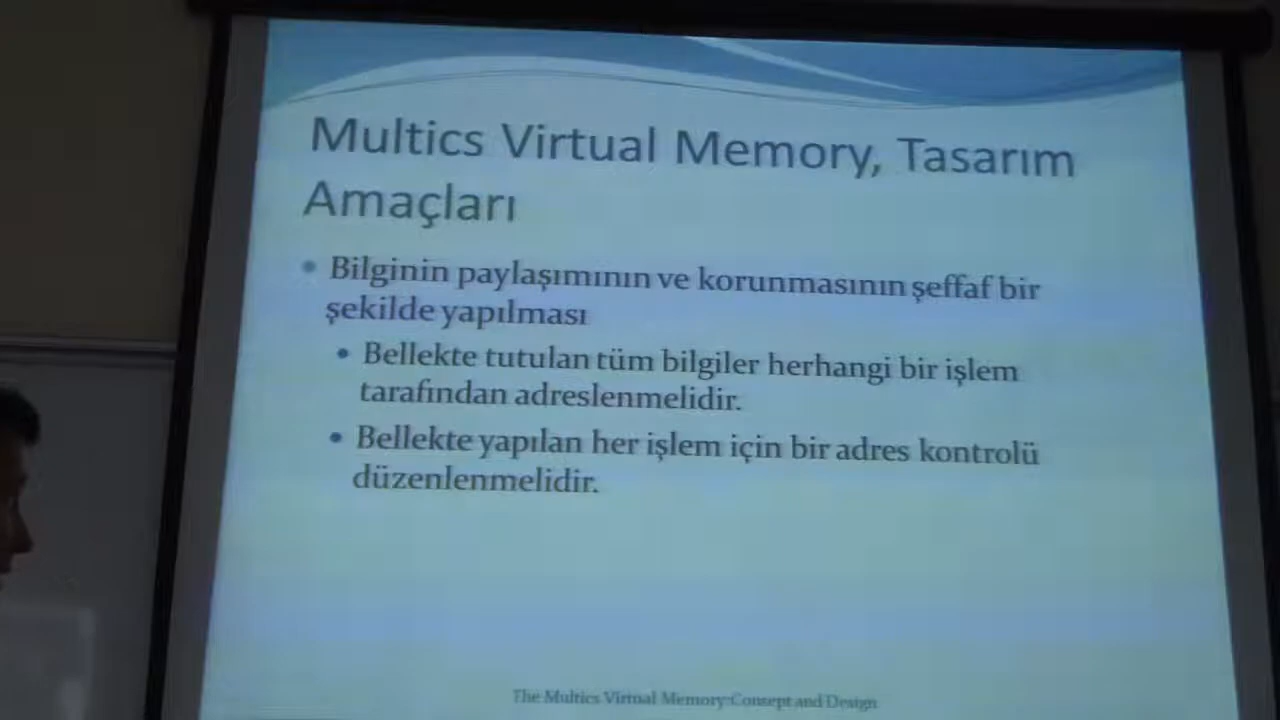 Multics Virtual Memory, Tasarım
Amaçları
Bilginin paylaşımının ve korunmasının şeffaf bir
şekilde yapılması
Bellekte tutulan tüm bilgiler herhangi bir işlem
tarafından adreslenmelidir.
Bellekte yapılan her işlem için bir adres kontrolü
düzenlenmelidir.
The Multics Virtual Memory:Consept and Design